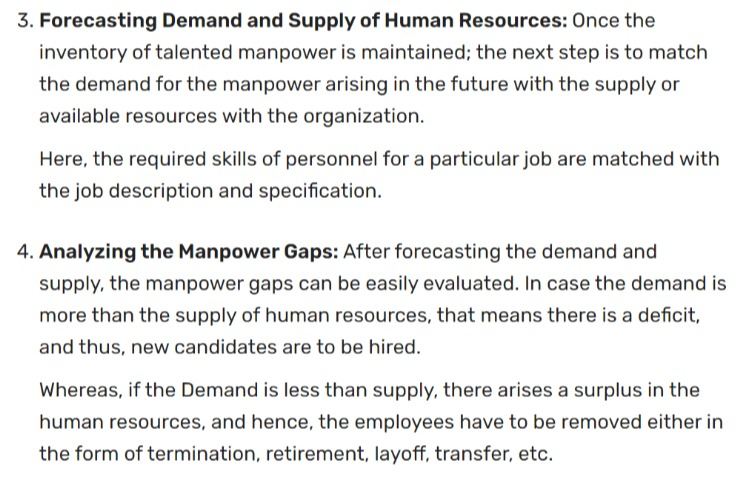 3. Forecasting Demand and Supply of Human Resources: Once the
inventory of talented manpower is maintained; the next step is to match
the demand for the manpower arising in the future with the supply or
available resources with the organization.
Here, the required skills of personnel for a particular job are matched with
the job description and specification.
4. Analyzing the Manpower Gaps: After forecasting the demand and
supply, the manpower gaps can be easily evaluated. In case the demand is
more than the supply of human resources, that means there is a deficit,
and thus, new candidates are to be hired.
Whereas, if the Demand is less than supply, there arises a surplus in the
human resources, and hence, the employees have to be removed either in
the form of termination, retirement, layoff, transfer, etc.